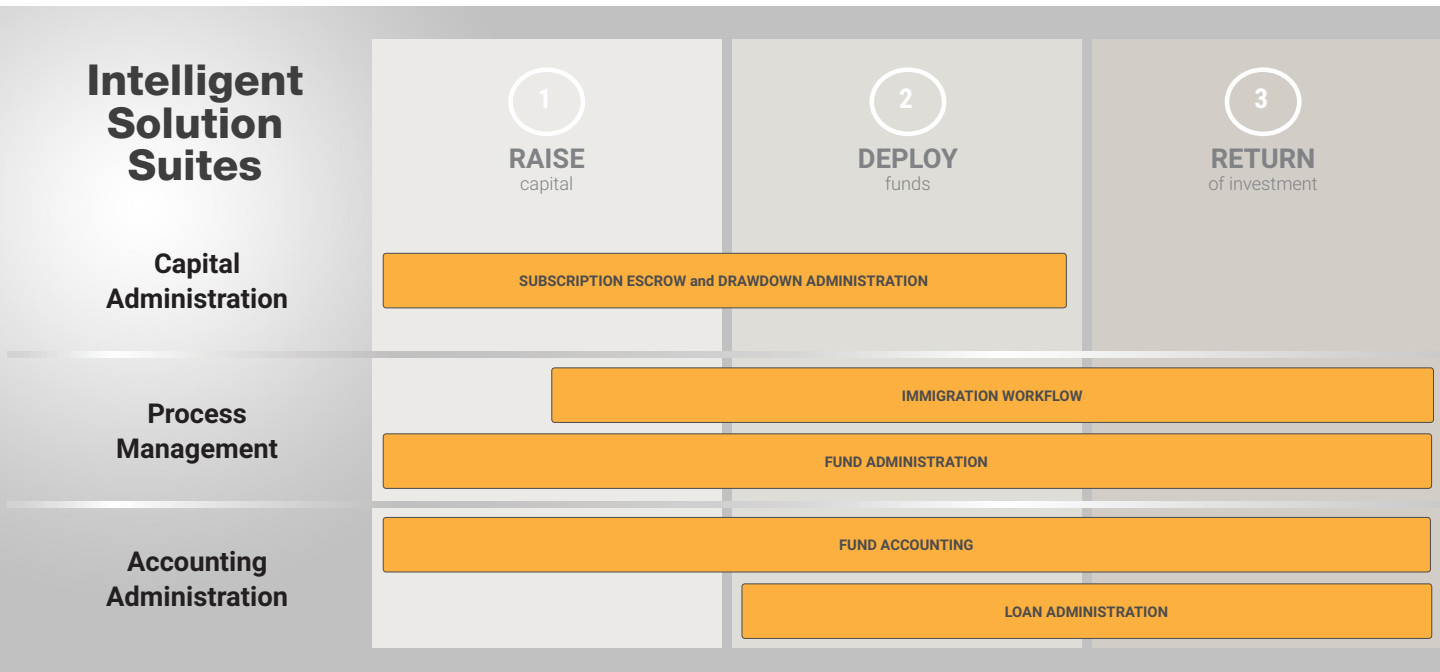 Intelligent
Solution
Suites
1
RAISE
capital
2
DEPLOY
funds
3
RETURN
of investment
Capital
Administration
SUBSCRIPTION ESCROW and DRAWDOWN ADMINISTRATION
Process
Management
IMMIGRATION WORKFLOW
FUND ADMINISTRATION
Accounting
Administration
FUND ACCOUNTING
LOAN ADMINISTRATION